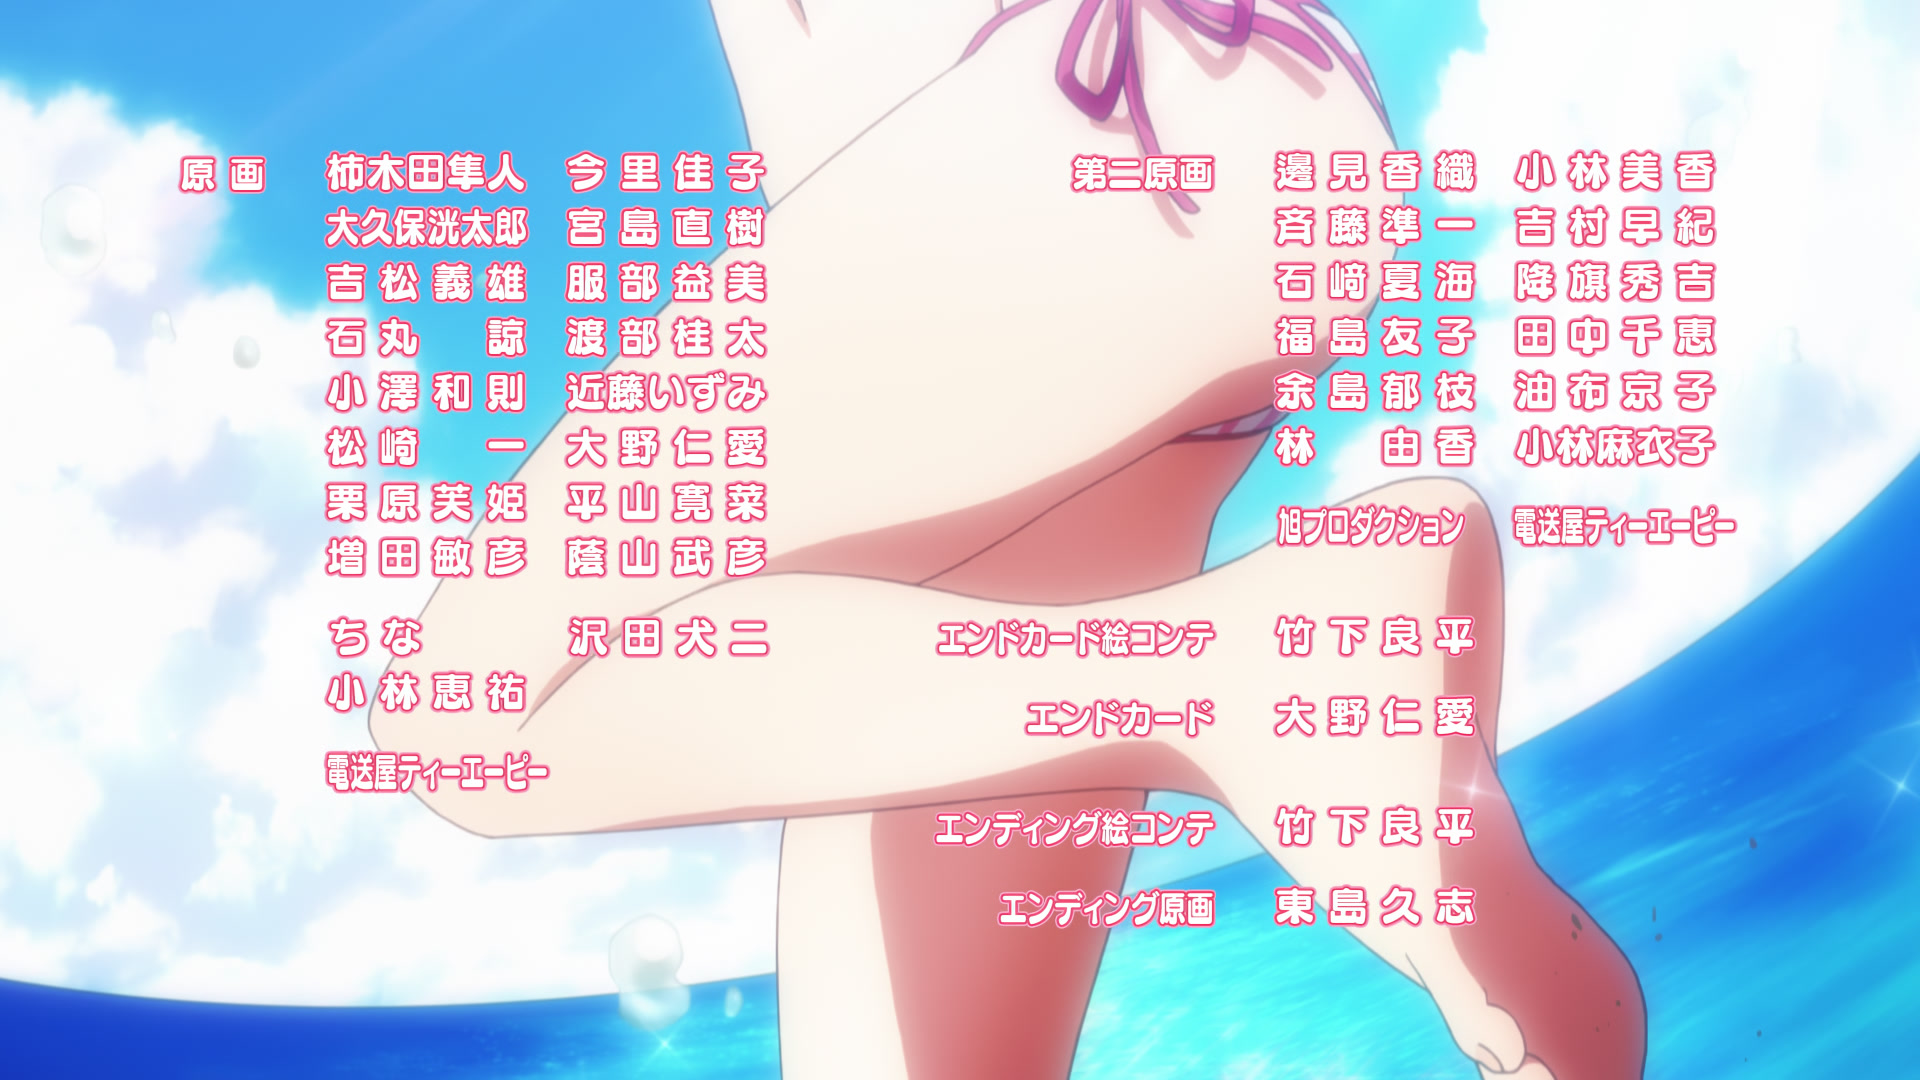 原画
柿木田隼人 今里佳子
大久保洸太郎 宮島直樹
吉松義雄 服部益美
石丸諒 渡部桂太
小澤和則 近藤いずみ
松崎一 大野仁愛
栗原芙姫 平山寛菜
増田敏彦 蔭山武彦
ちな 沢田犬二
小林恵祐
電送屋ティーエーピー
第二原画
邊見香織 小林美香
斉藤準一 吉村早紀
石﨑夏海 降旗秀吉
福島友子 田中千恵
余島郁枝 油布京子
林由香 小林麻衣子
旭プロダクション 電送屋ティーエーピー
エンドカード絵コンテ 竹下良平
エンドカード 大野仁愛
エンディング絵コンテ 竹下良平
エンディング原画 東島久志